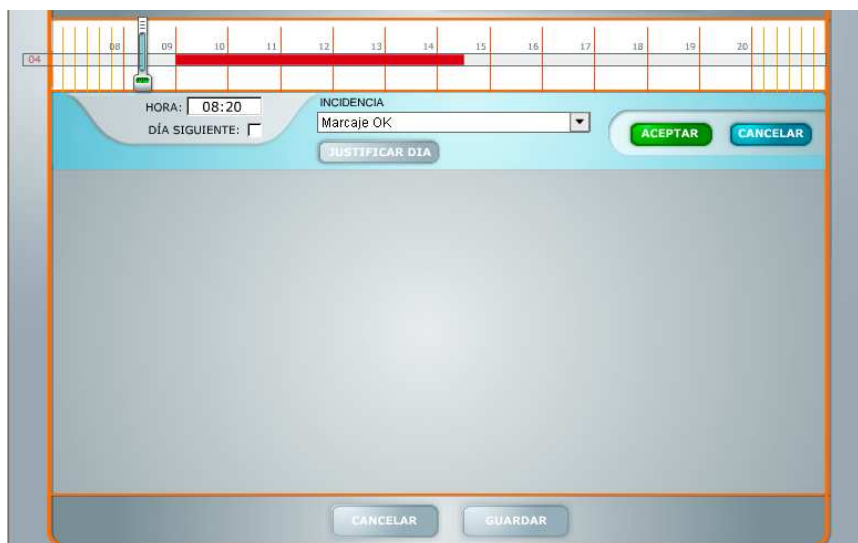 08 09 10 11 12 13 14 15 16 17 18 19 20
04
HORA: 08:20
DÍA SIGUIENTE:
INCIDENCIA
Marcaje OK
JUSTIFICAR DIA
ACEPTAR CANCELAR
CANCELAR GUARDAR